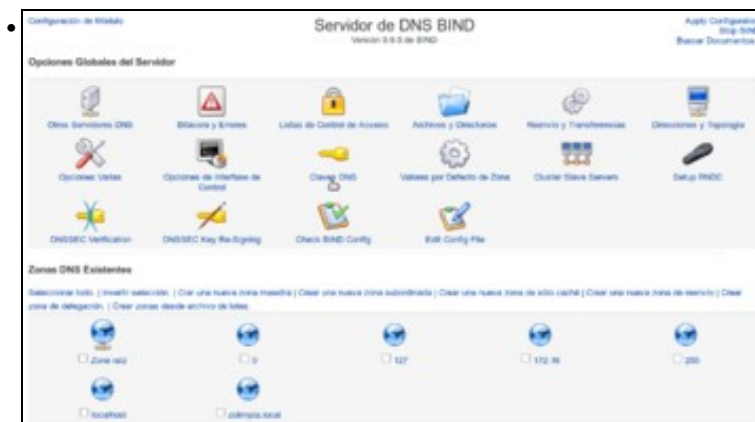 Configuración de Módulo
Servidor de DNS BIND
Apply Configuration
Versión 9.9.5 de BIND
Stop BIND
Buscar Documentos
Opciones Globales del Servidor
Otros Servidores DNS
Bitácora y Errores
Listas de Control de Acceso
Archivos y Directorios
Reenvío y Transferencias
Direcciones y Topología
Opciones Varias
Opciones de Interfase de Control
Claves DNS
Valores por Defecto de Zona
Cluster Slave Servers
Setup RNDC
DNSSEC Verification
DNSSEC Key Re-Signing
Check BIND Config
Edit Config File
Zonas DNS Existentes
Seleccionar todo. | Invertir selección. | Crear una nueva zona maestra | Crear una nueva zona subordinada | Crear una nueva zona de sólo caché | Crear una nueva zona de reenvío | Crear
zona de delegación. | Crear zonas desde archivo de lotes.
Zona raíz
0
127
172.16
200
localhost